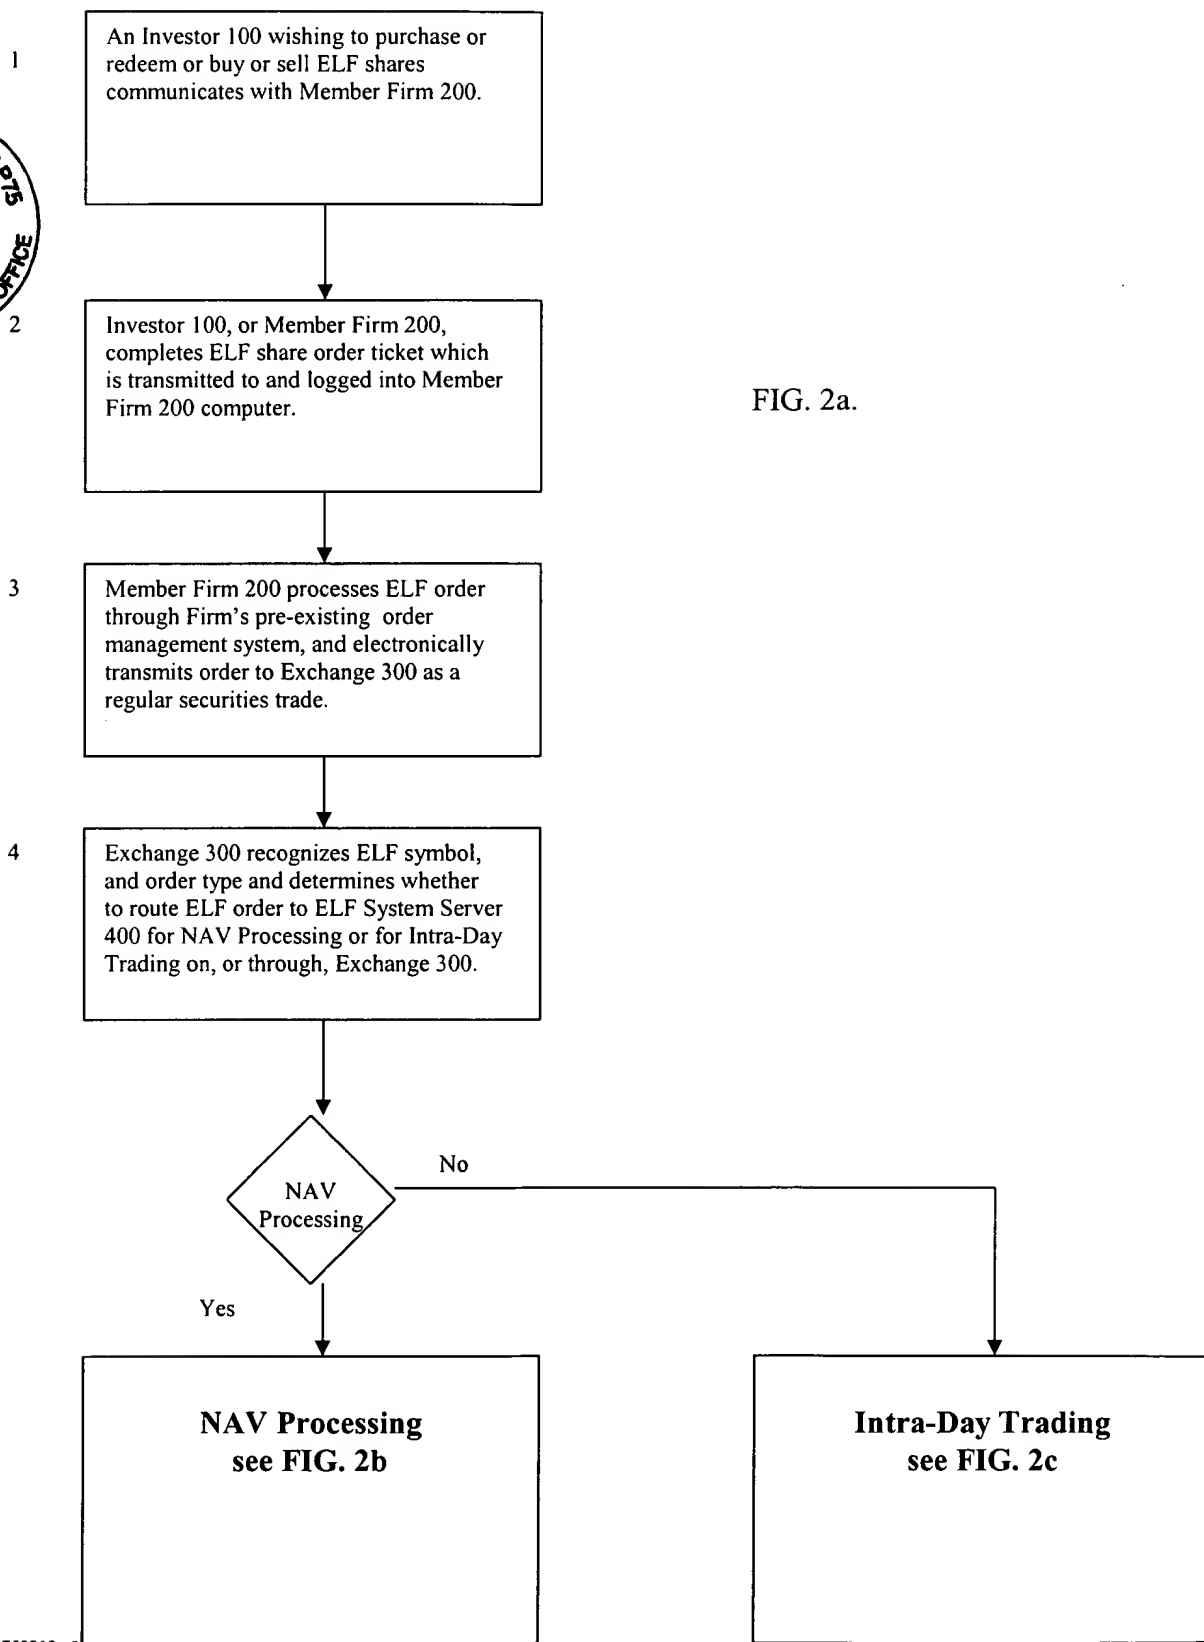 1
An Investor 100 wishing to purchase or
redeem or buy or sell ELF shares
communicates with Member Firm 200.
OFFICE
2
Investor 100, or Member Firm 200,
completes ELF share order ticket which
is transmitted to and logged into Member
Firm 200 computer.
FIG. 2a.
3
Member Firm 200 processes ELF order
through Firm's pre-existing order
management system, and electronically
transmits order to Exchange 300 as a
regular securities trade.
4
Exchange 300 recognizes ELF symbol,
and order type and determines whether
to route ELF order to ELF System Server
400 for NAV Processing or for Intra-Day
Trading on, or through, Exchange 300.
No
NAV
Processing
Yes
NAV Processing
see FIG. 2b
Intra-Day Trading
see FIG. 2c